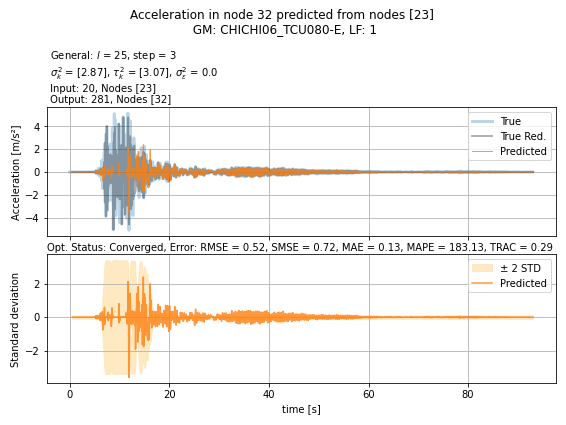 Acceleration in node 32 predicted from nodes [23]
GM: CHICHI06_TCU080-E, LF: 1
General: l = 25, step = 3
σ²ₖ = [2.87], τ²ₖ = [3.07], σ²ε = 0.0
Input: 20, Nodes [23]
Output: 281, Nodes [32]
Acceleration [m/s²]
4
2
0
−2
−4
True
True Red.
Predicted
Opt. Status: Converged, Error: RMSE = 0.52, SMSE = 0.72, MAE = 0.13, MAPE = 183.13, TRAC = 0.29
Standard deviation
2
0
−2
± 2 STD
Predicted
0 20 40 60 80
time [s]